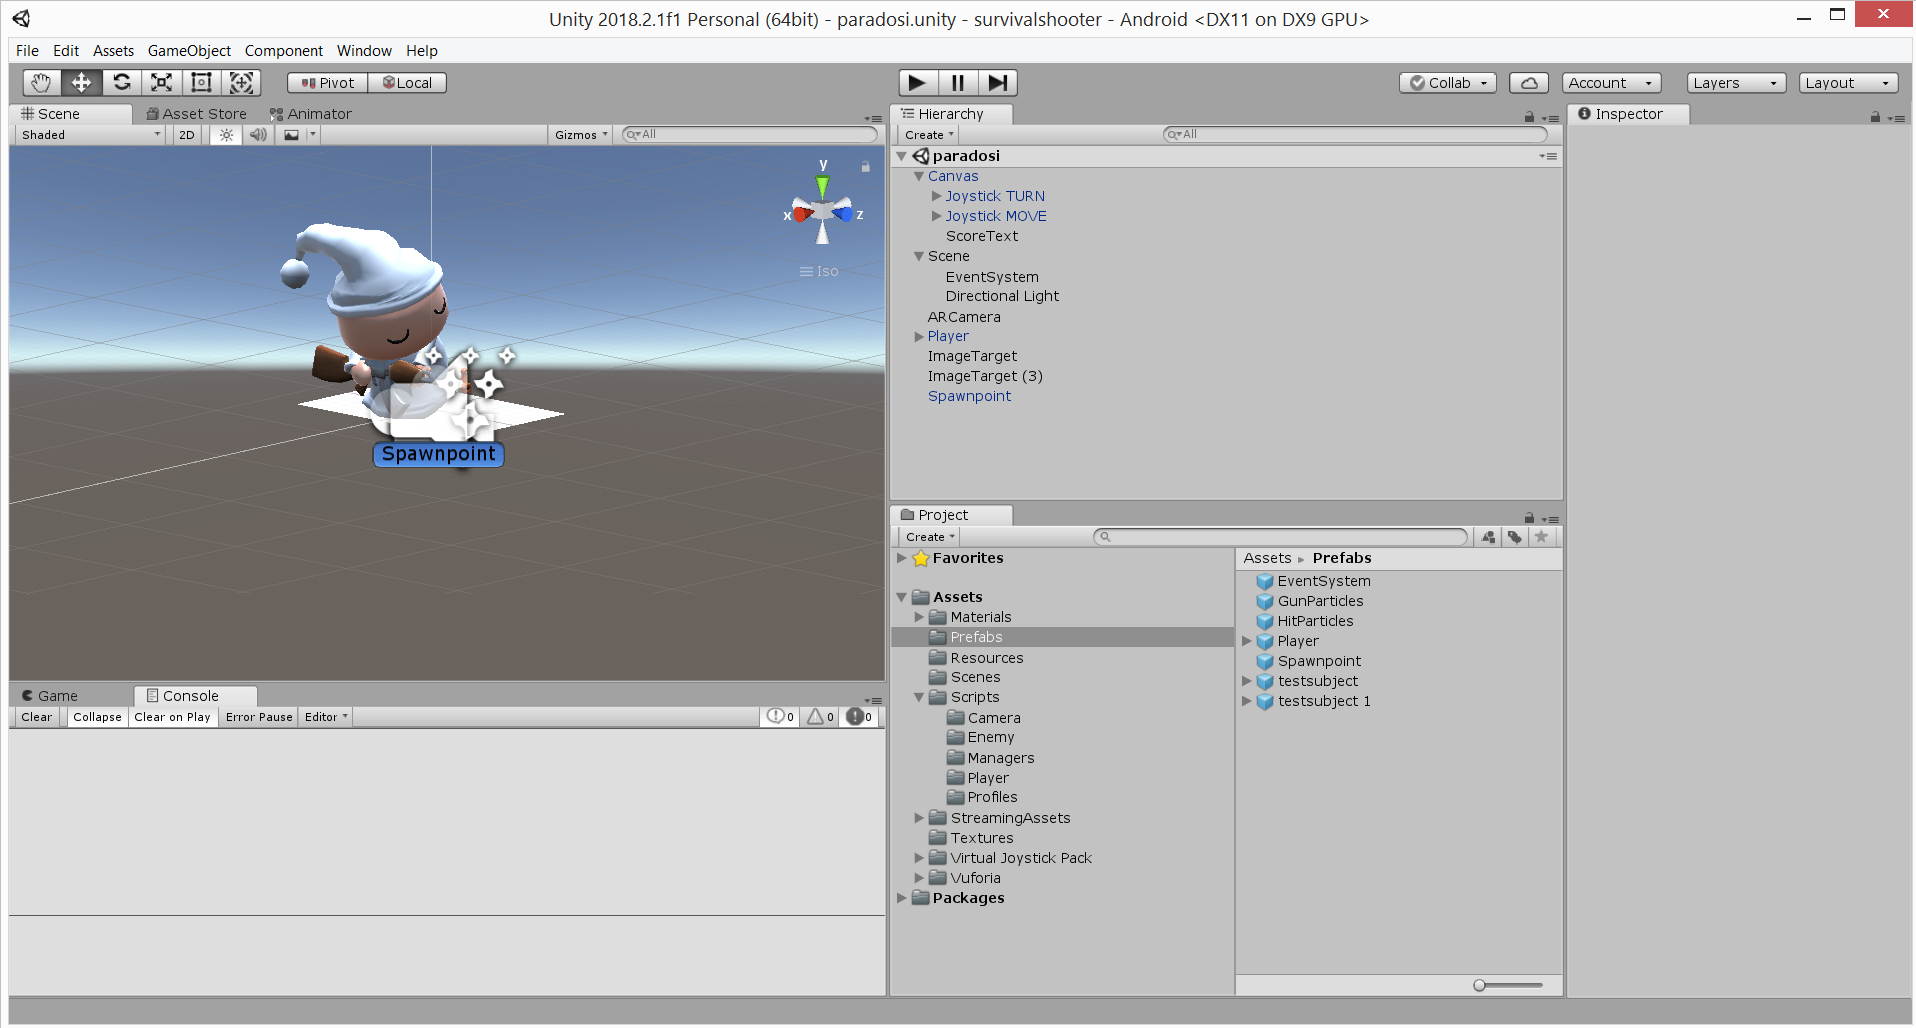 Unity 2018.2.1f1 Personal (64bit) - paradosi.unity - survivalshooter - Android <DX11 on DX9 GPU>
File Edit Assets GameObject Component Window Help
Pivot Local Collab Account Layers Layout
Scene Asset Store Animator
Shaded 2D Gizmos All
y
x z
Iso
Spawnpoint
Hierarchy
Create All
paradosi
Canvas
Joystick TURN
Joystick MOVE
ScoreText
Scene
EventSystem
Directional Light
ARCamera
Player
ImageTarget
ImageTarget (3)
Spawnpoint
Inspector
Game Console
Clear Collapse Clear on Play Error Pause Editor 0 0 0
Project
Create
Favorites
Assets
Materials
Prefabs
Resources
Scenes
Scripts
Camera
Enemy
Managers
Player
Profiles
StreamingAssets
Textures
Virtual Joystick Pack
Vuforia
Packages
Assets Prefabs
EventSystem
GunParticles
HitParticles
Player
Spawnpoint
testsubject
testsubject 1